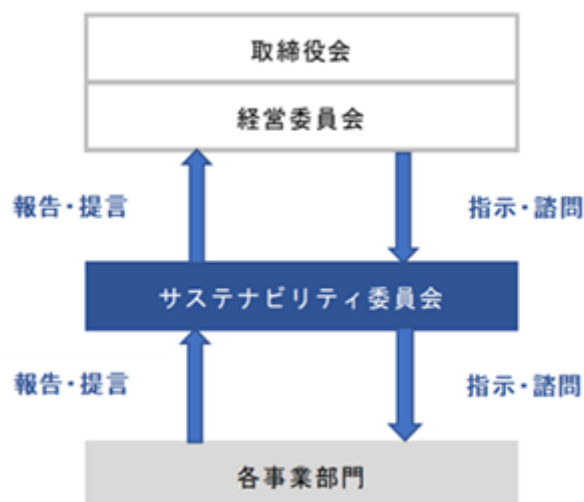 取締役会
経営委員会
報告・提言
指示・諮問
サステナビリティ委員会
報告・提言
指示・諮問
各事業部門